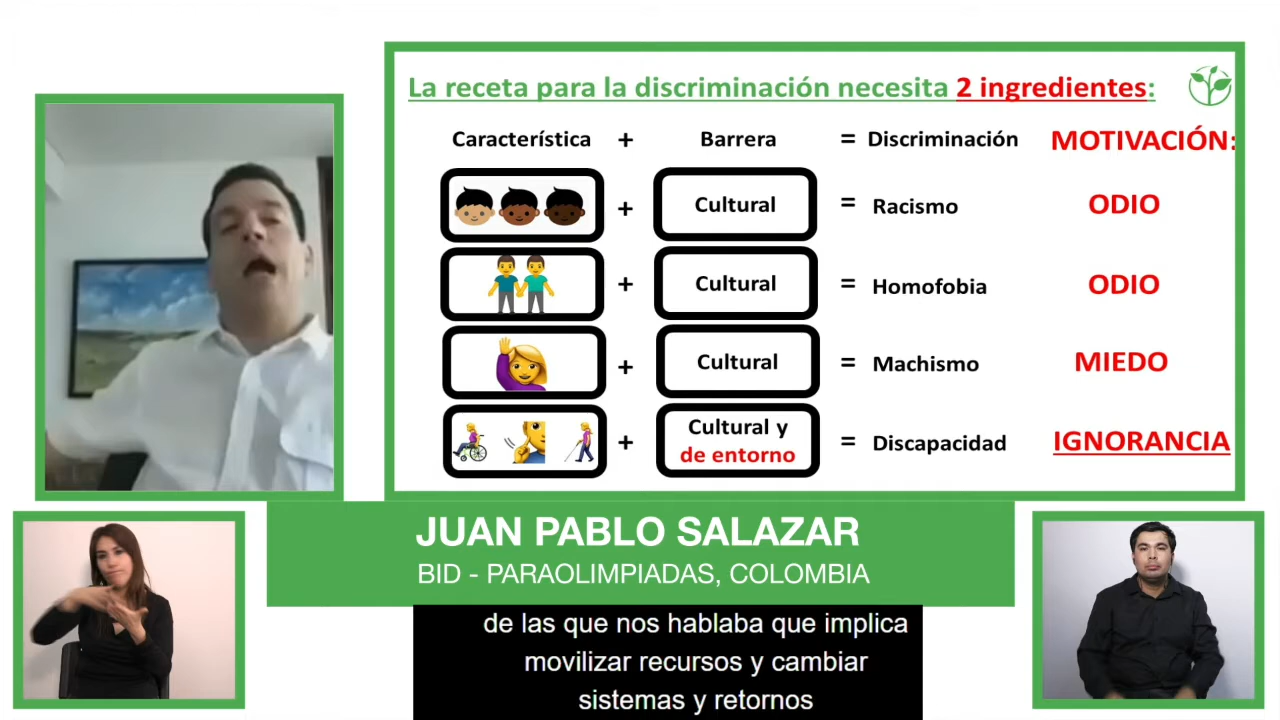 La receta para la discriminación necesita 2 ingredientes:
Característica + Barrera = Discriminación MOTIVACIÓN:
+ Cultural = Racismo ODIO
+ Cultural = Homofobia ODIO
+ Cultural = Machismo MIEDO
+ Cultural y de entorno = Discapacidad IGNORANCIA
JUAN PABLO SALAZAR
BID - PARAOLIMPIADAS, COLOMBIA
de las que nos hablaba que implica
movilizar recursos y cambiar
sistemas y retornos